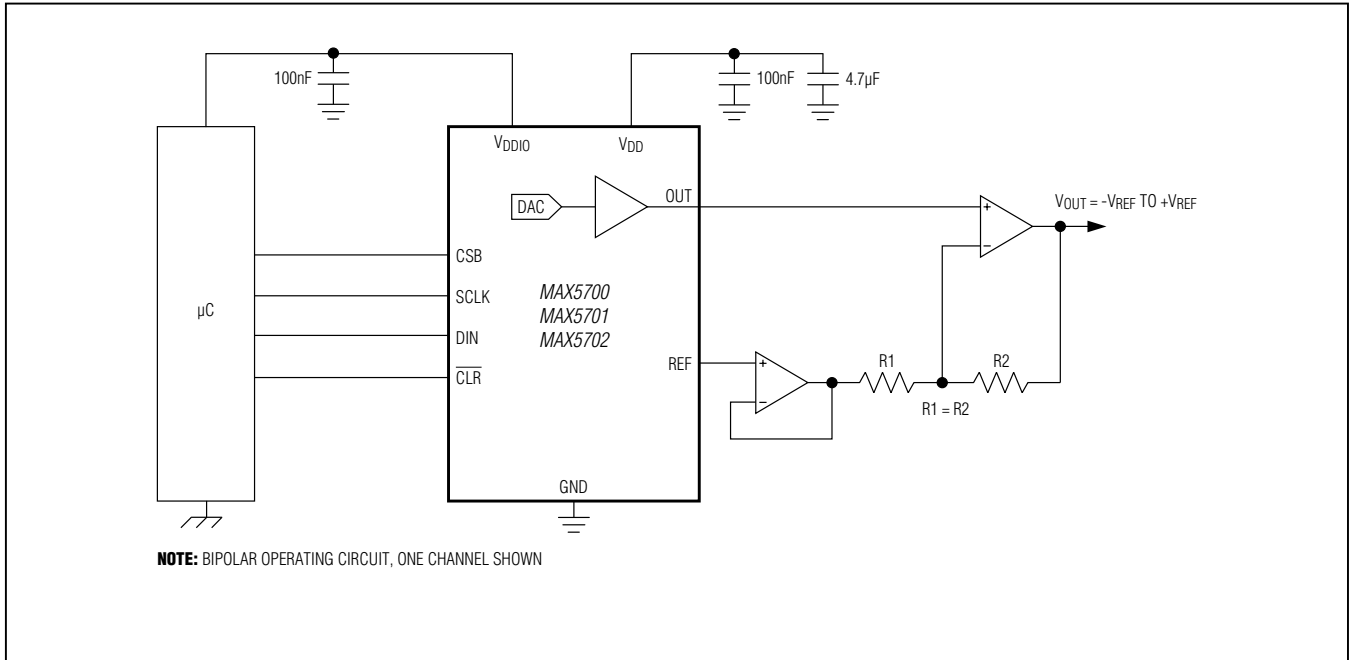 100nF
100nF
4.7µF
VDDIO
VDD
DAC
OUT
+
−
VOUT = -VREF TO +VREF
µC
CSB
SCLK
DIN
CLR
MAX5700
MAX5701
MAX5702
REF
+
−
R1
R2
R1 = R2
GND
NOTE: BIPOLAR OPERATING CIRCUIT, ONE CHANNEL SHOWN